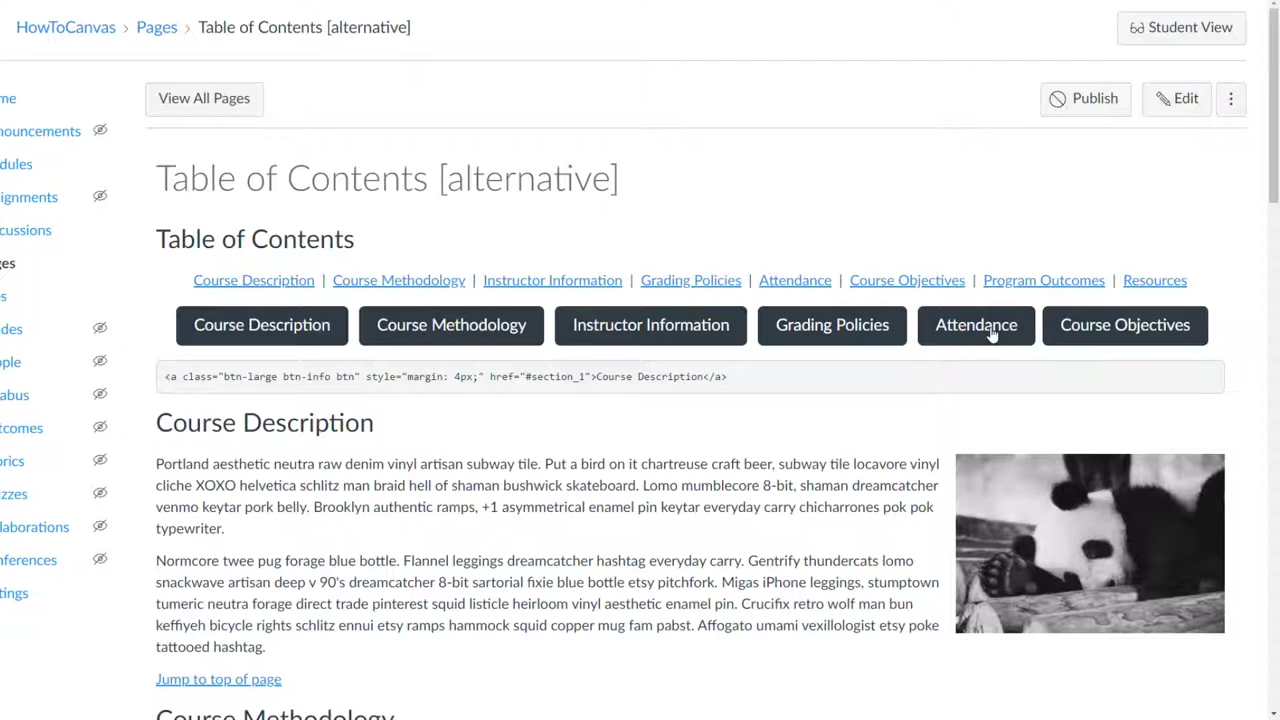 HowToCanvas › Pages › Table of Contents [alternative]
Student View
me
nouncements
dules
ignments
cussions
ges
s
des
ple
abus
tcomes
rics
zzes
laborations
nferences
tings
View All Pages
Publish
Edit
Table of Contents [alternative]
Table of Contents
Course Description | Course Methodology | Instructor Information | Grading Policies | Attendance | Course Objectives | Program Outcomes | Resources
Course Description Course Methodology Instructor Information Grading Policies Attendance Course Objectives
<a class="btn-large btn-info btn" style="margin: 4px;" href="#section_1">Course Description</a>
Course Description
Portland aesthetic neutra raw denim vinyl artisan subway tile. Put a bird on it chartreuse craft beer, subway tile locavore vinyl
cliche XOXO helvetica schlitz man braid hell of shaman bushwick skateboard. Lomo mumblecore 8-bit, shaman dreamcatcher
venmo keytar pork belly. Brooklyn authentic ramps, +1 asymmetrical enamel pin keytar everyday carry chicharrones pok pok
typewriter.
Normcore twee pug forage blue bottle. Flannel leggings dreamcatcher hashtag everyday carry. Gentrify thundercats lomo
snackwave artisan deep v 90's dreamcatcher 8-bit sartorial fixie blue bottle etsy pitchfork. Migas iPhone leggings, stumptown
tumeric neutra forage direct trade pinterest squid listicle heirloom vinyl aesthetic enamel pin. Crucifix retro wolf man bun
keffiyeh bicycle rights schlitz ennui etsy ramps hammock squid copper mug fam pabst. Affogato umami vexillologist etsy poke
tattooed hashtag.
Jump to top of page
Course Methodology